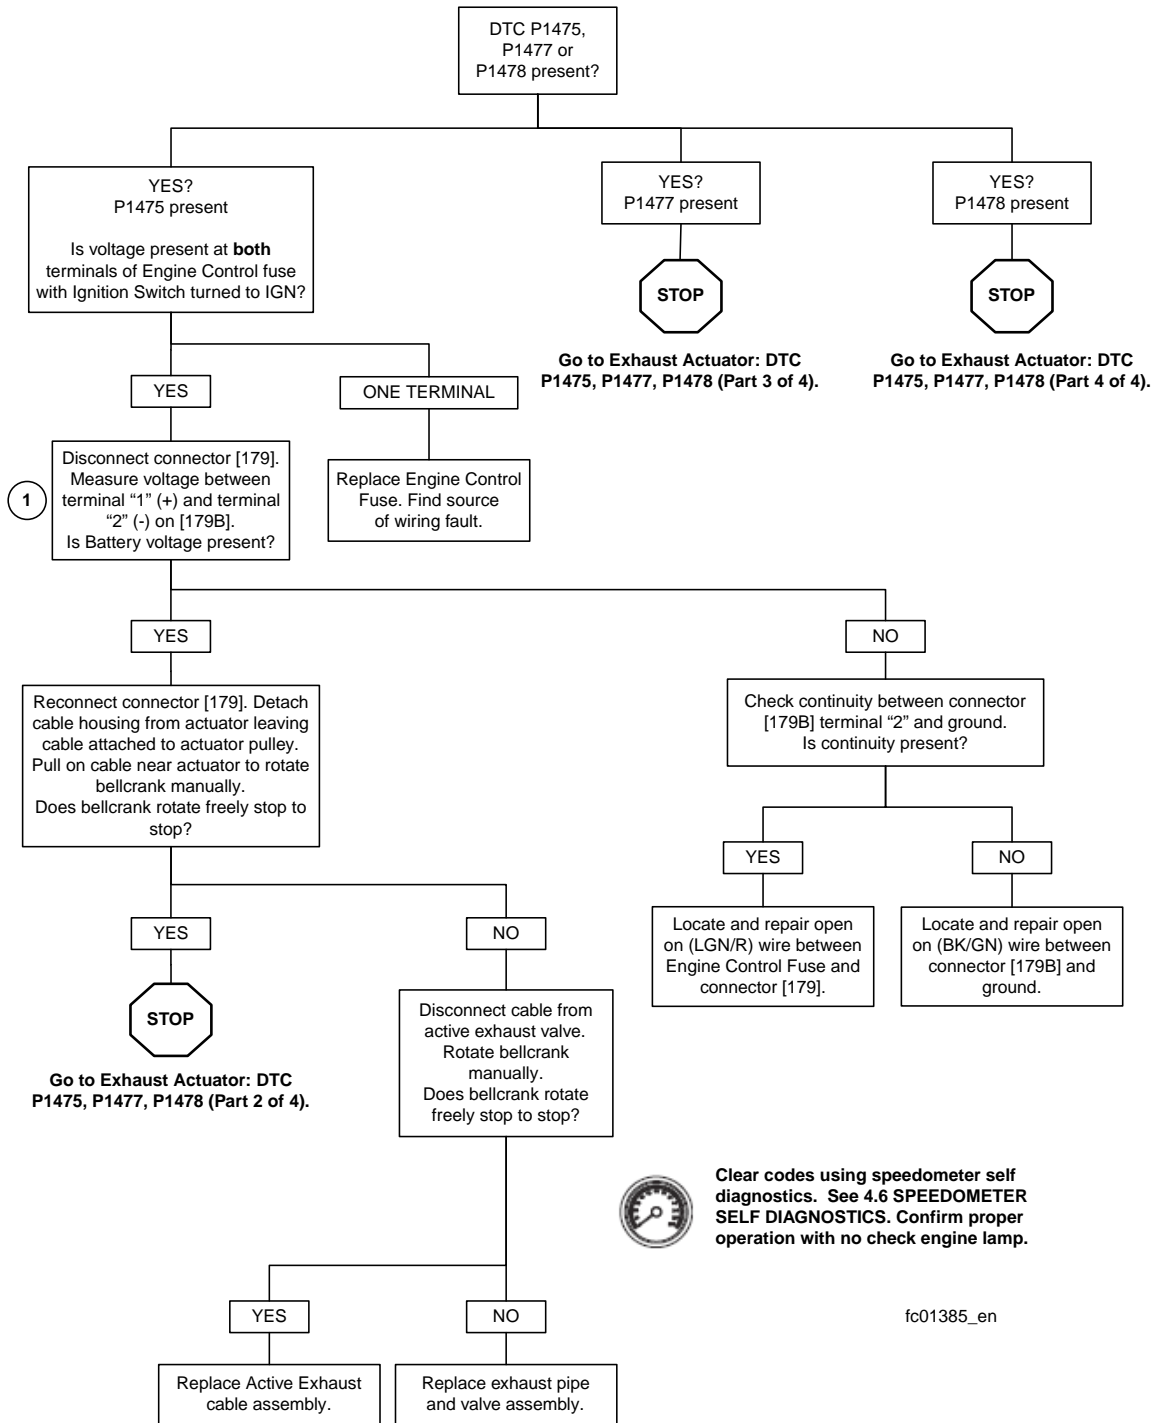 DTC P1475,
P1477 or
P1478 present?
YES?
P1475 present
Is voltage present at both
terminals of Engine Control fuse
with Ignition Switch turned to IGN?
YES?
P1477 present
YES?
P1478 present
STOP
STOP
Go to Exhaust Actuator: DTC
P1475, P1477, P1478 (Part 3 of 4).
Go to Exhaust Actuator: DTC
P1475, P1477, P1478 (Part 4 of 4).
YES
ONE TERMINAL
1
Disconnect connector [179].
Measure voltage between
terminal “1” (+) and terminal
“2” (-) on [179B].
Is Battery voltage present?
Replace Engine Control
Fuse. Find source
of wiring fault.
YES
NO
Reconnect connector [179]. Detach
cable housing from actuator leaving
cable attached to actuator pulley.
Pull on cable near actuator to rotate
bellcrank manually.
Does bellcrank rotate freely stop to
stop?
Check continuity between connector
[179B] terminal “2” and ground.
Is continuity present?
YES
NO
Locate and repair open
on (LGN/R) wire between
Engine Control Fuse and
connector [179].
Locate and repair open
on (BK/GN) wire between
connector [179B] and
ground.
YES
NO
STOP
Go to Exhaust Actuator: DTC
P1475, P1477, P1478 (Part 2 of 4).
Disconnect cable from
active exhaust valve.
Rotate bellcrank
manually.
Does bellcrank rotate
freely stop to stop?
Clear codes using speedometer self
diagnostics. See 4.6 SPEEDOMETER
SELF DIAGNOSTICS. Confirm proper
operation with no check engine lamp.
YES
NO
fc01385_en
Replace Active Exhaust
cable assembly.
Replace exhaust pipe
and valve assembly.